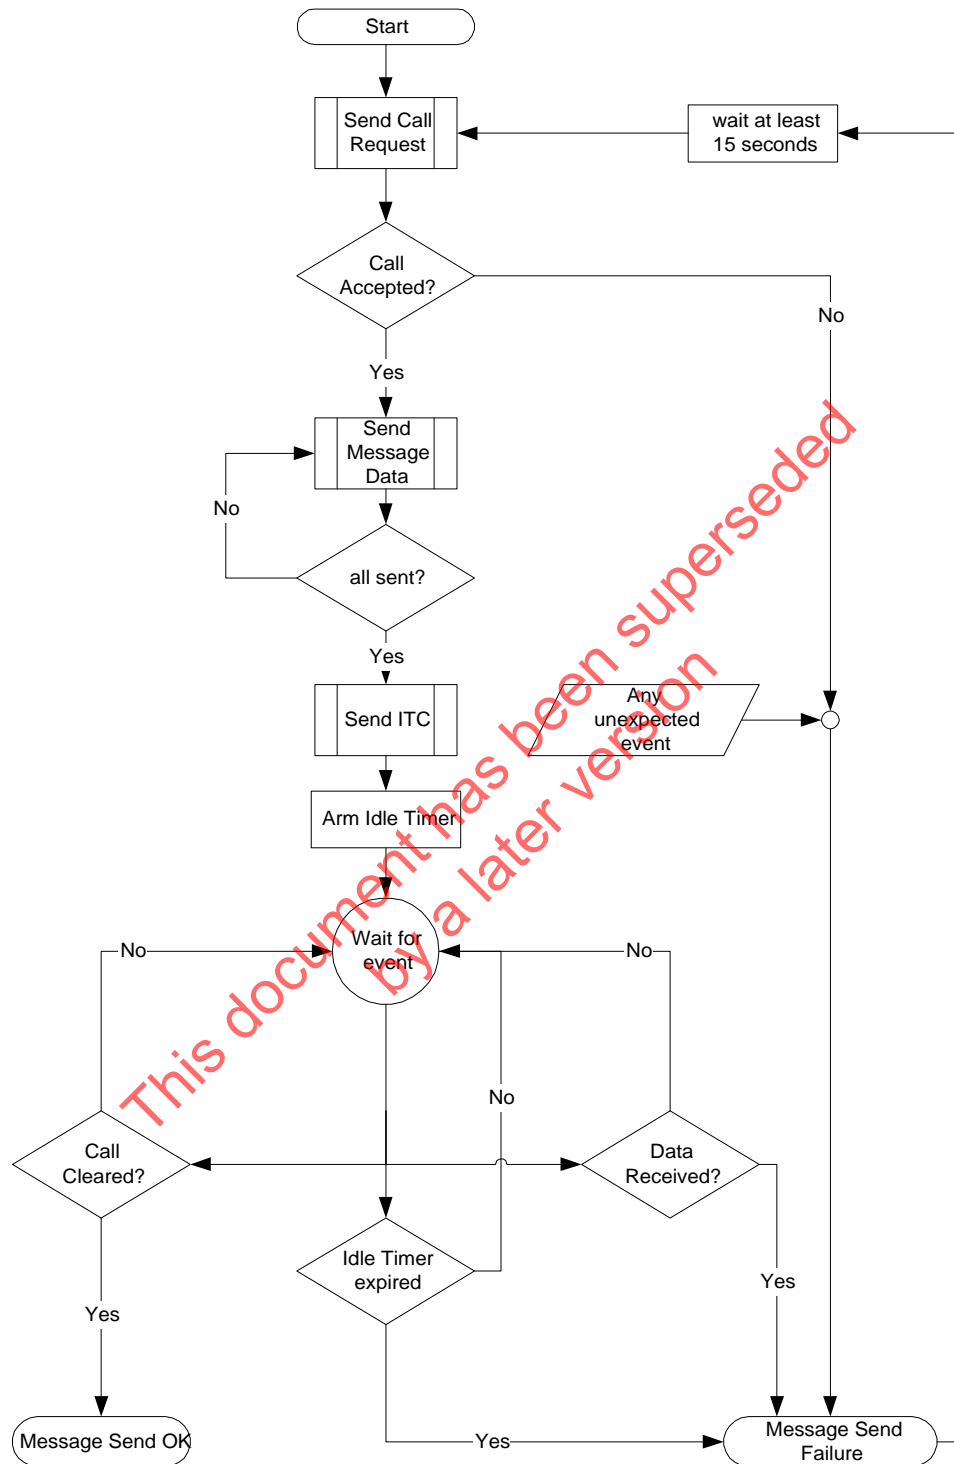 Start
Send Call
Request
wait at least
15 seconds
Call
Accepted?
No
Yes
Send
Message
Data
No
all sent?
Yes
Send ITC
Any
unexpected
event
Arm Idle Timer
Wait for
event
No
No
No
Call
Cleared?
Data
Received?
Idle Timer
expired
Yes
Yes
Yes
Message Send OK
Message Send
Failure
This document has been superseded
by a later version